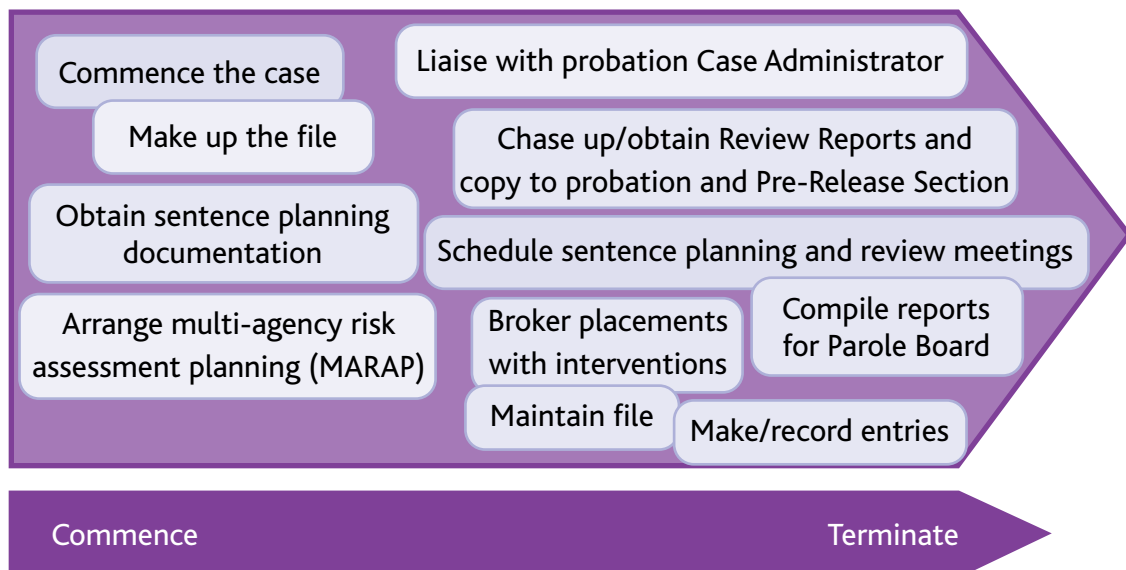 Commence the case
Make up the file
Obtain sentence planning
documentation
Arrange multi-agency risk
assessment planning (MARAP)
Liaise with probation Case Administrator
Chase up/obtain Review Reports and
copy to probation and Pre-Release Section
Schedule sentence planning and review meetings
Broker placements
with interventions
Compile reports
for Parole Board
Maintain file
Make/record entries
Commence
Terminate